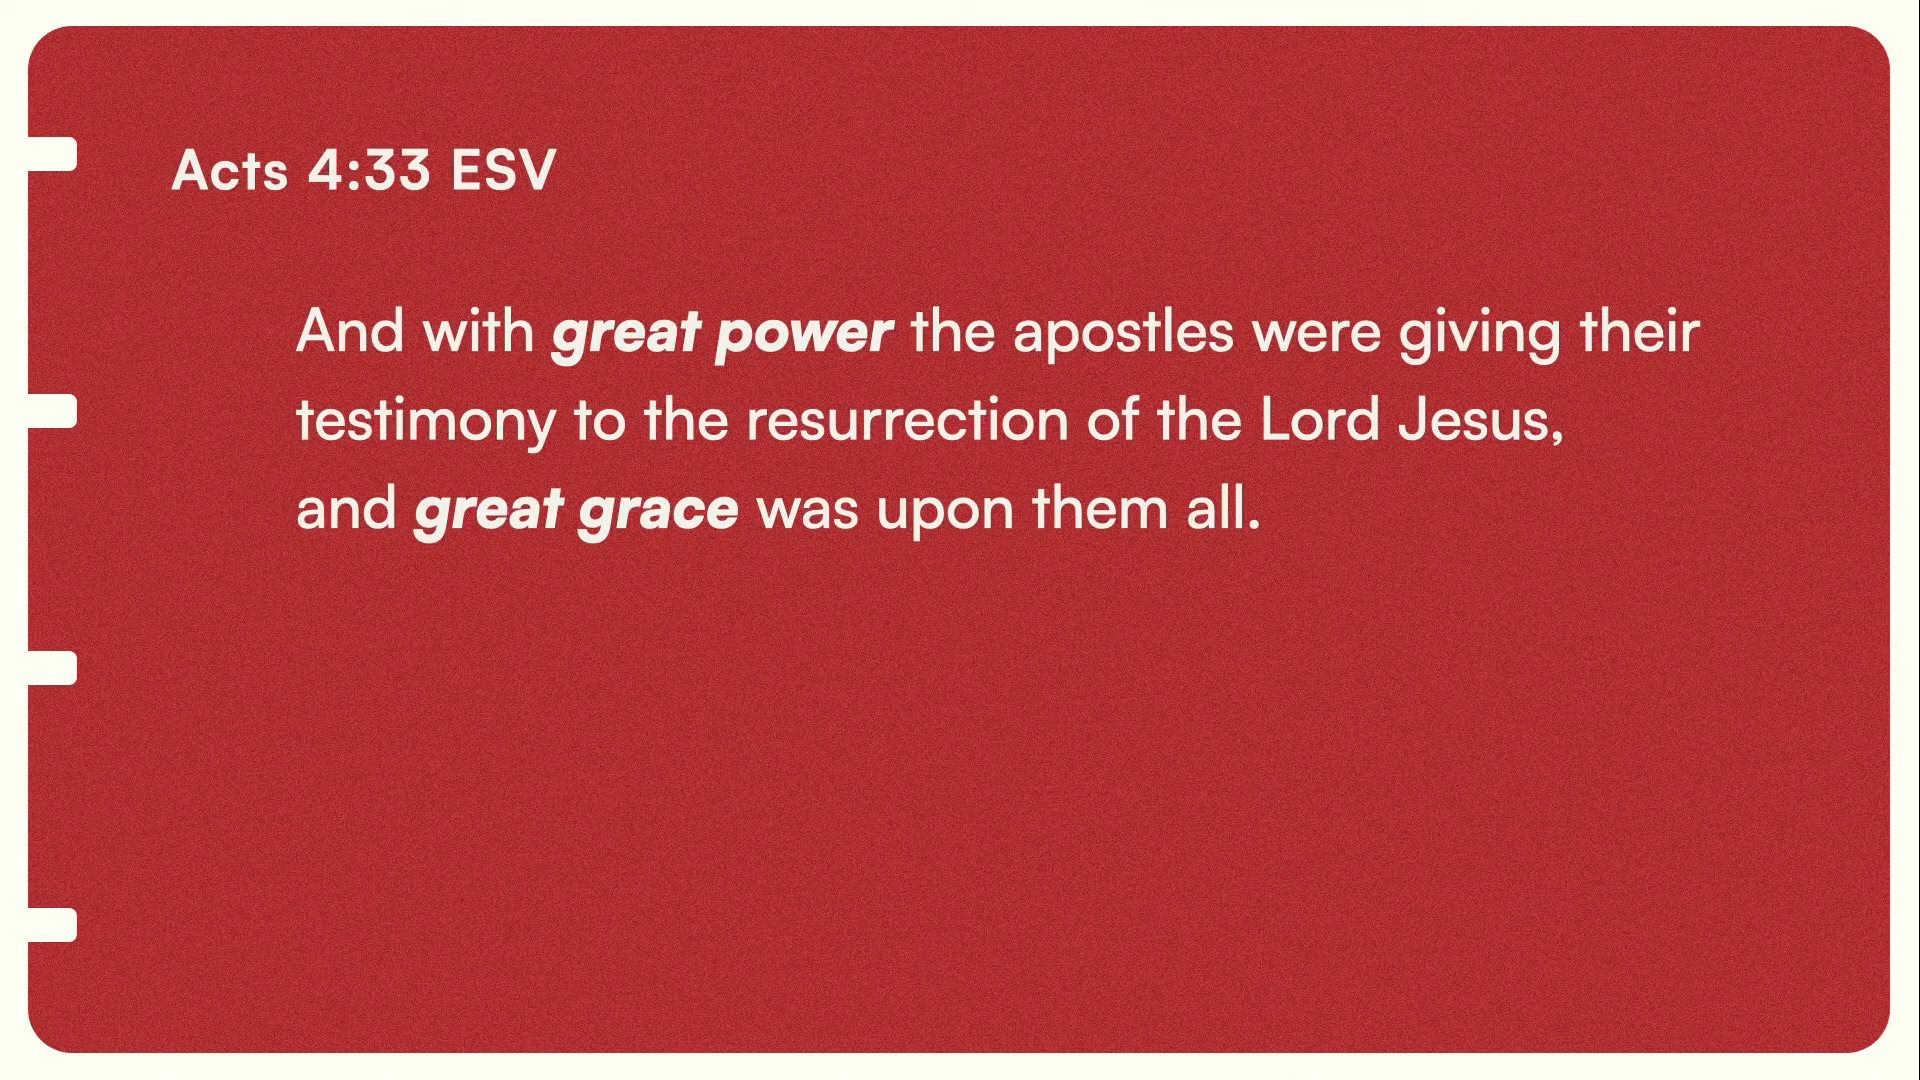 Acts 4:33 ESV
And with great power the apostles were giving their
testimony to the resurrection of the Lord Jesus,
and great grace was upon them all.